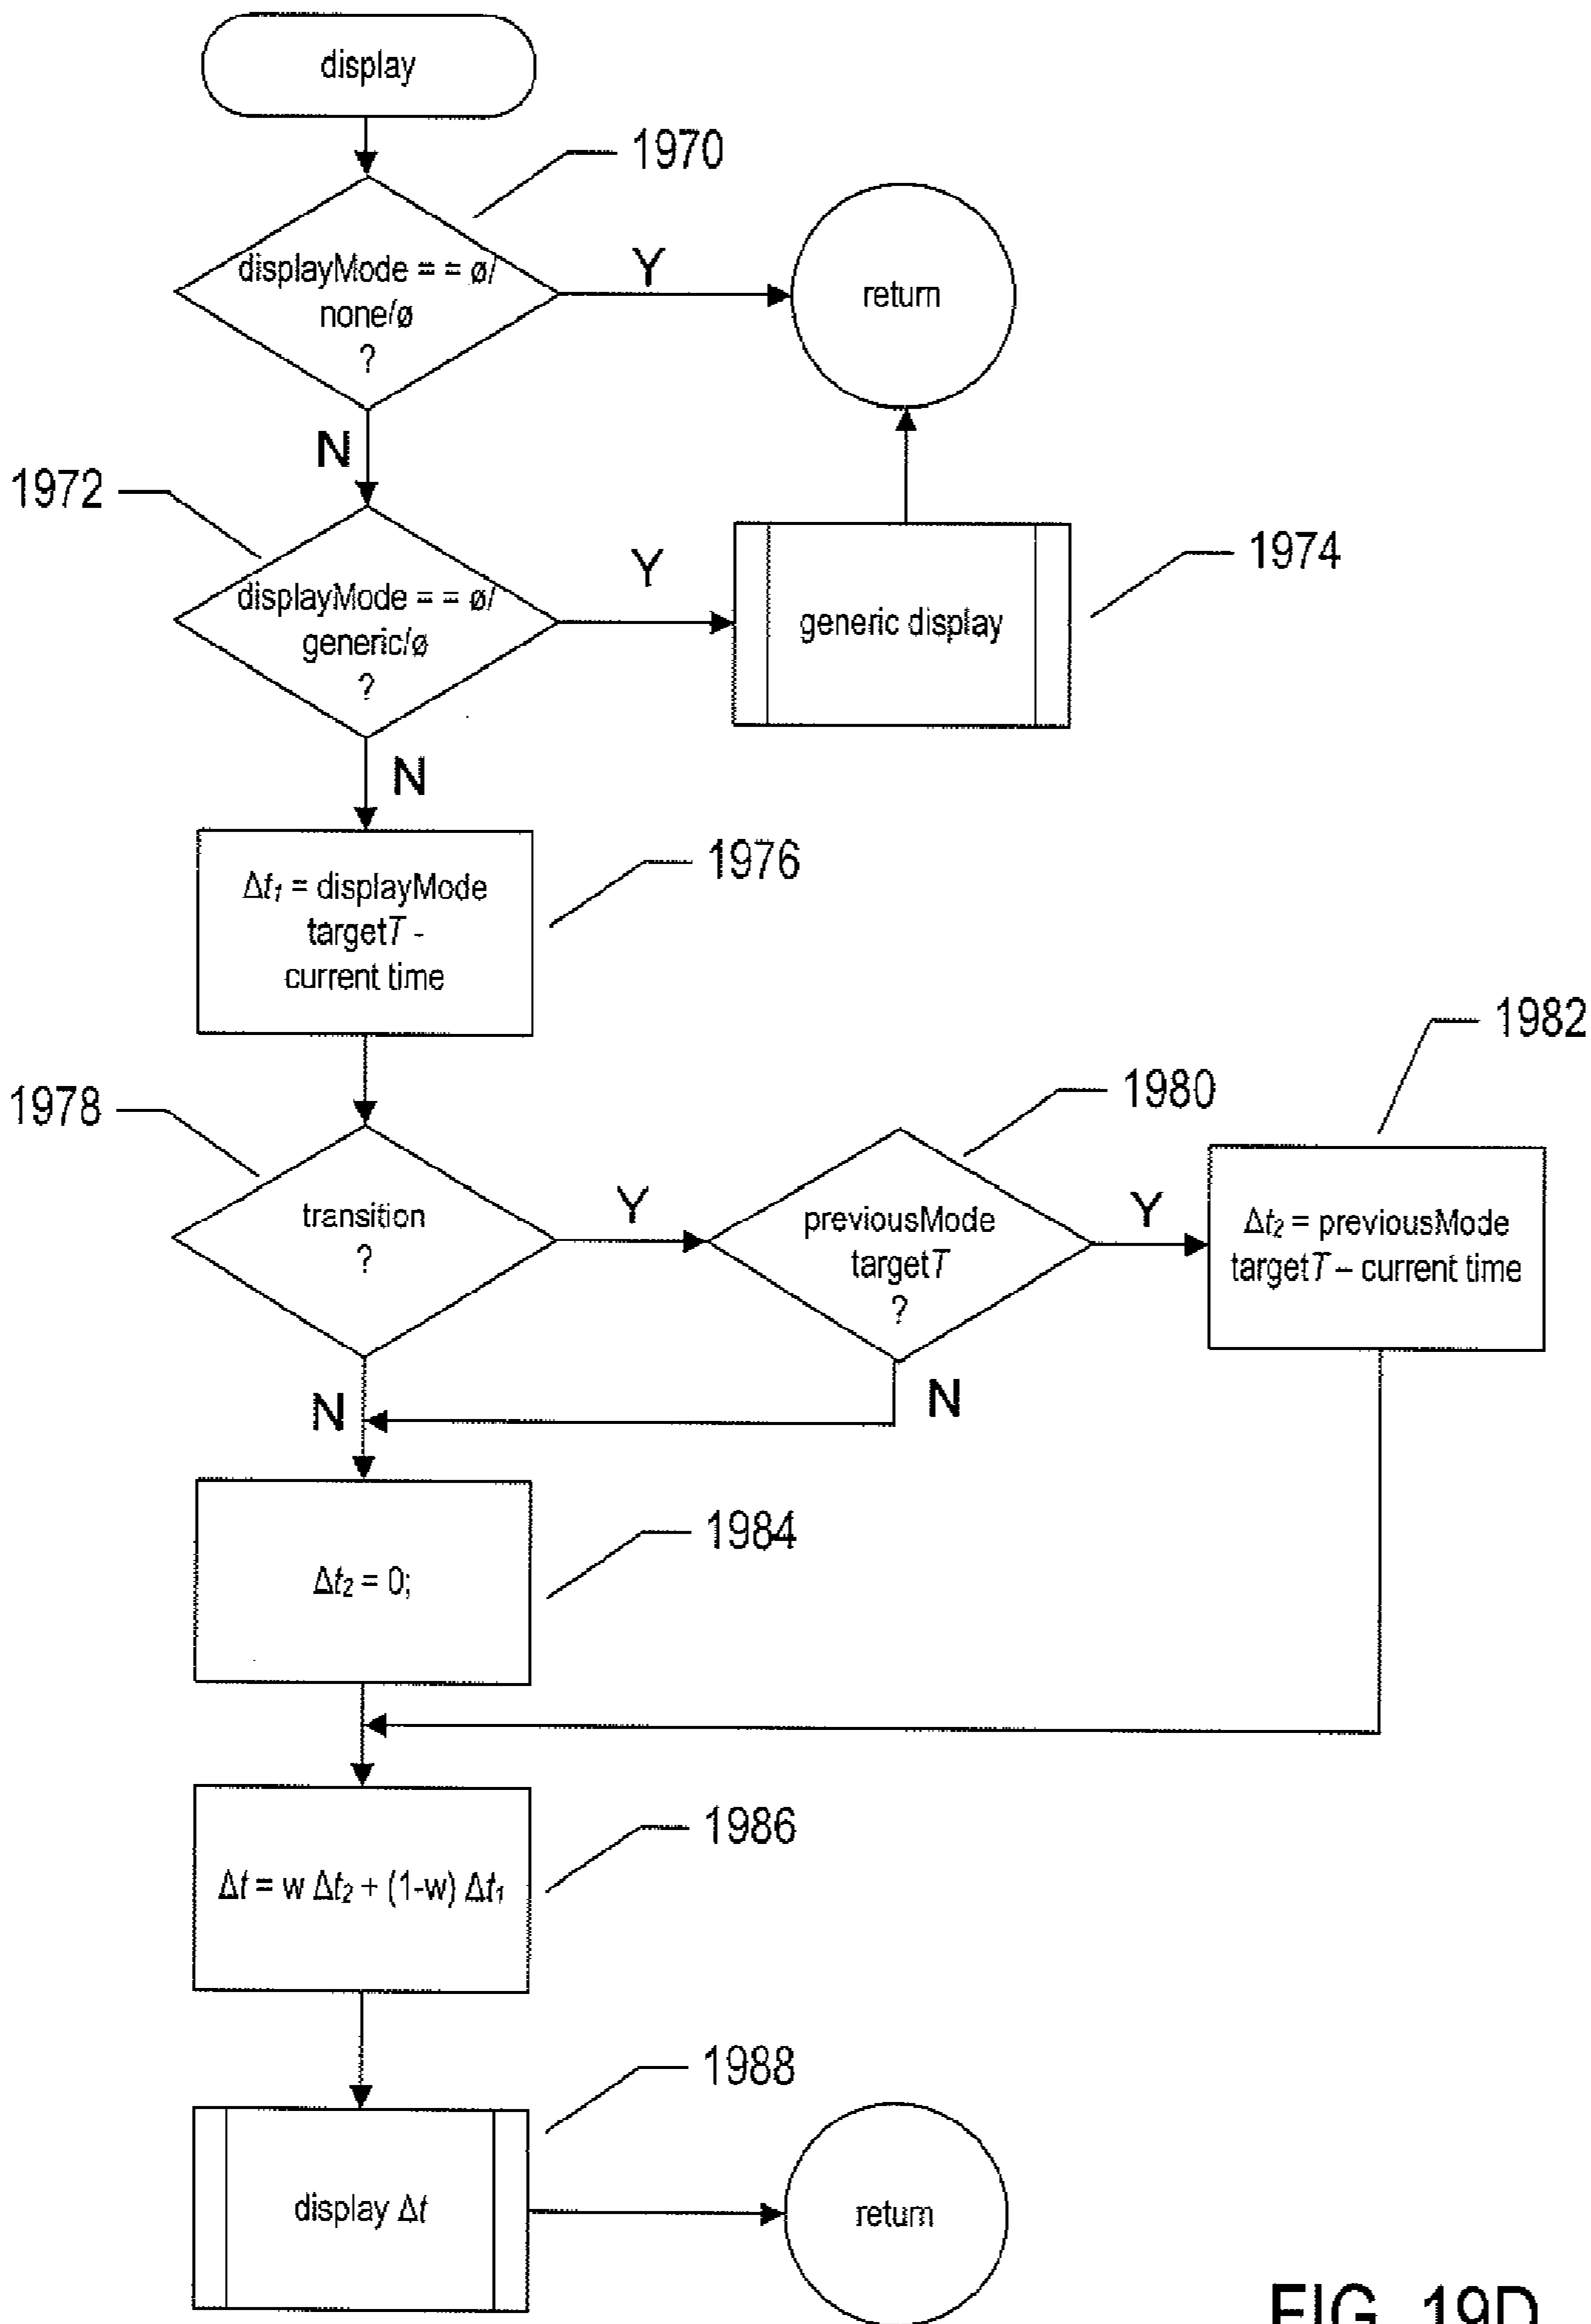 display
1970
displayMode = = ø/
none/ø
?
Y
return
N
1972
displayMode = = ø/
generic/ø
?
Y
generic display
1974
N
Δt1 = displayMode
targetT -
current time
1976
1978
transition
?
Y
1980
previousMode
targetT
?
Y
1982
Δt2 = previousMode
targetT – current time
N
N
Δt2 = 0;
1984
Δt = w Δt2 + (1-w) Δt1
1986
display Δt
1988
return
FIG. 19D